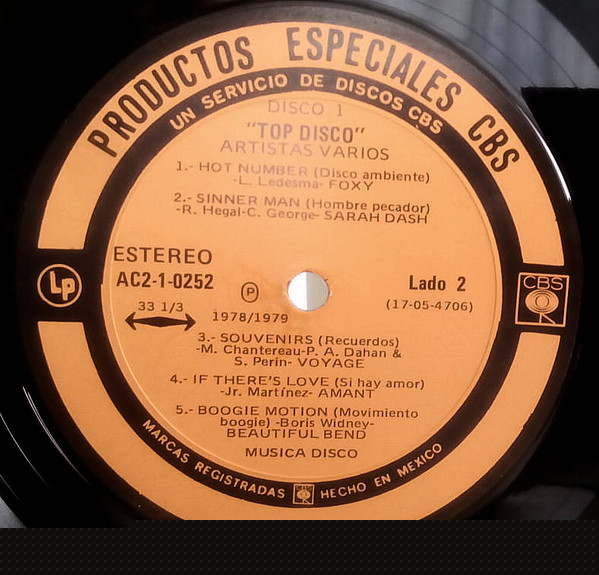 PRODUCTOS ESPECIALES CBS
UN SERVICIO DE DISCOS CBS
DISCO 1
"TOP DISCO"
ARTISTAS VARIOS
1.- HOT NUMBER (Disco ambiente)
-L. Ledesma- FOXY
2.- SINNER MAN (Hombre pecador)
-R. Hegal-C. George- SARAH DASH
ESTEREO
AC2-1-0252
33 1/3
P
1978/1979
Lado 2
(17-05-4706)
Lp
CBS
3.- SOUVENIRS (Recuerdos)
-M. Chantereau-P. A. Dahan &
S. Perin- VOYAGE
4.- IF THERE'S LOVE (Si hay amor)
-Jr. Martínez- AMANT
5.- BOOGIE MOTION (Movimiento
boogie) -Boris Widney-
BEAUTIFUL BEND
MUSICA DISCO
MARCAS REGISTRADAS CBS HECHO EN MEXICO